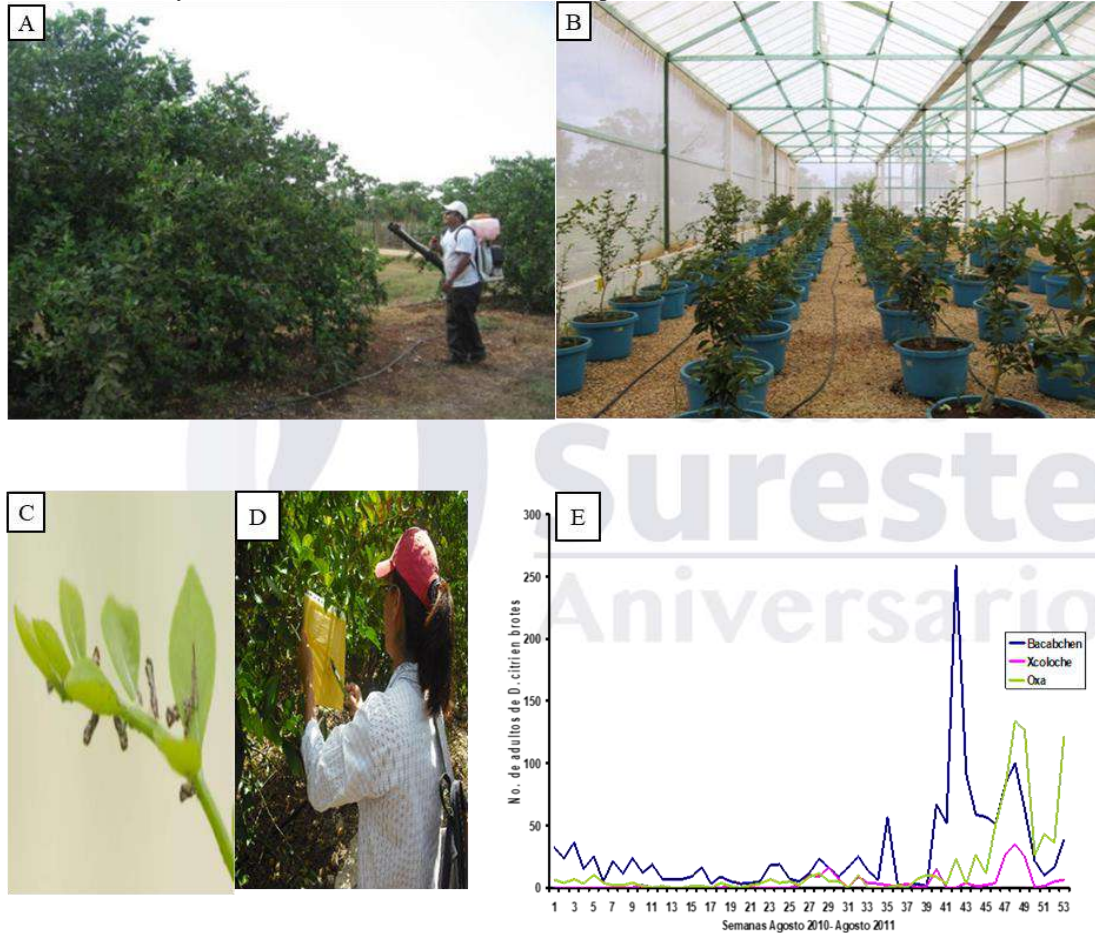 A
B
Sureste
Aniversario
C
D
E
300
250
200
150
100
50
0
No. de adultos de D. citri en brotes
Bacabchen
Xcoloche
Oxa
1 3 5 7 9 11 13 15 17 19 21 23 25 27 29 31 33 35 37 39 41 43 45 47 49 51 53
Semanas Agosto 2010- Agosto 2011